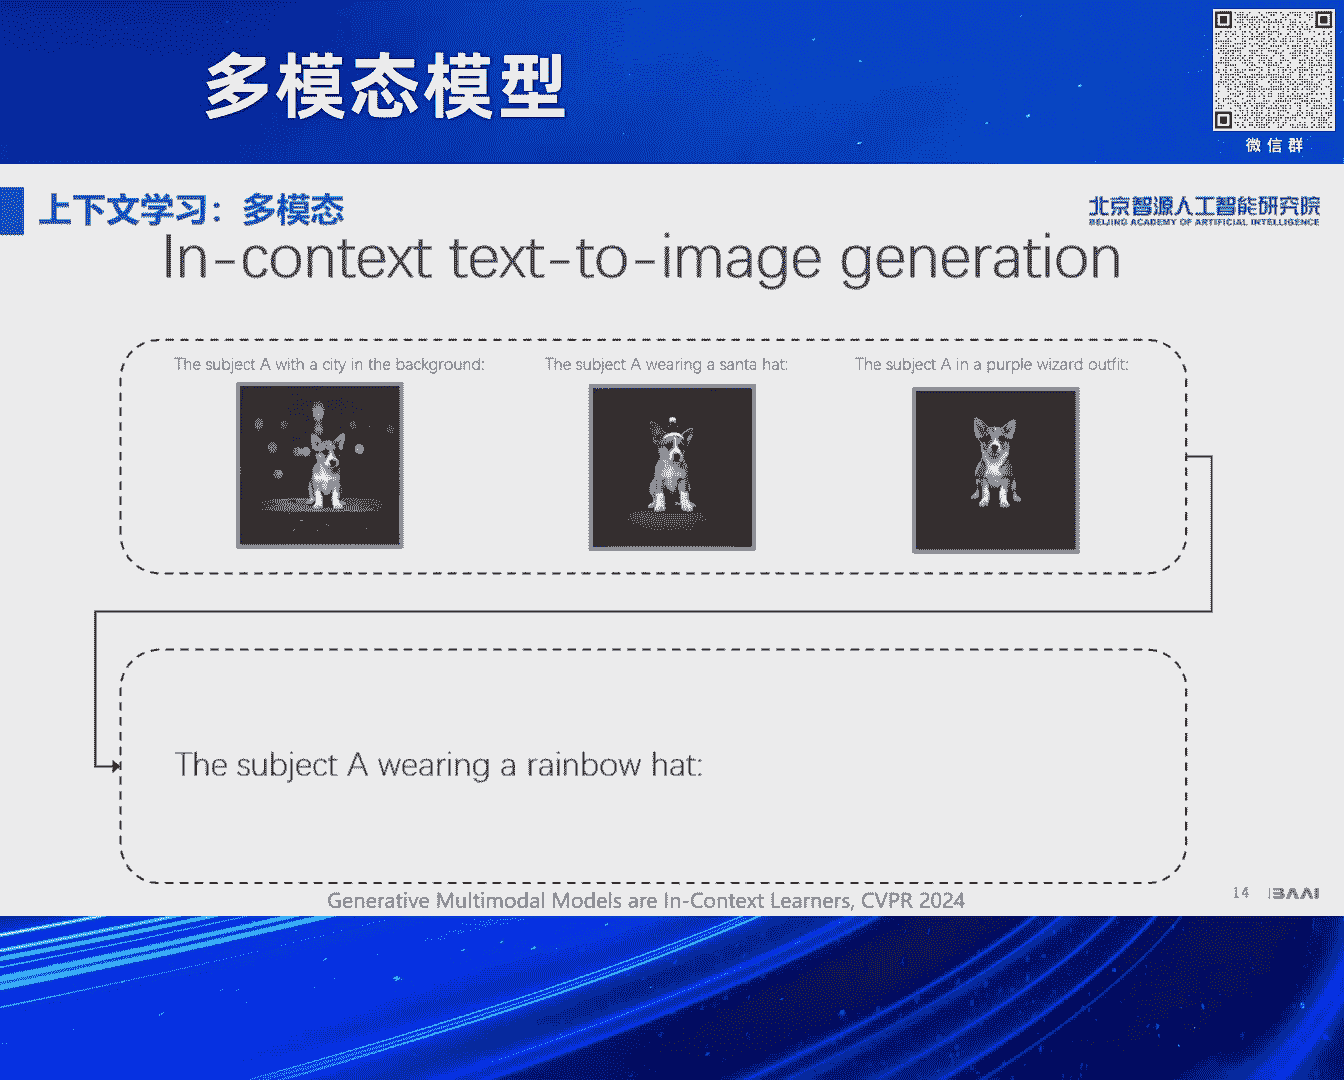 多模态模型
微信群
上下文学习：多模态
北京智源人工智能研究院
BEIJING ACADEMY OF ARTIFICIAL INTELLIGENCE
In-context text-to-image generation
The subject A with a city in the background:
The subject A wearing a santa hat:
The subject A in a purple wizard outfit:
The subject A wearing a rainbow hat:
Generative Multimodal Models are In-Context Learners, CVPR 2024
14
BAAI